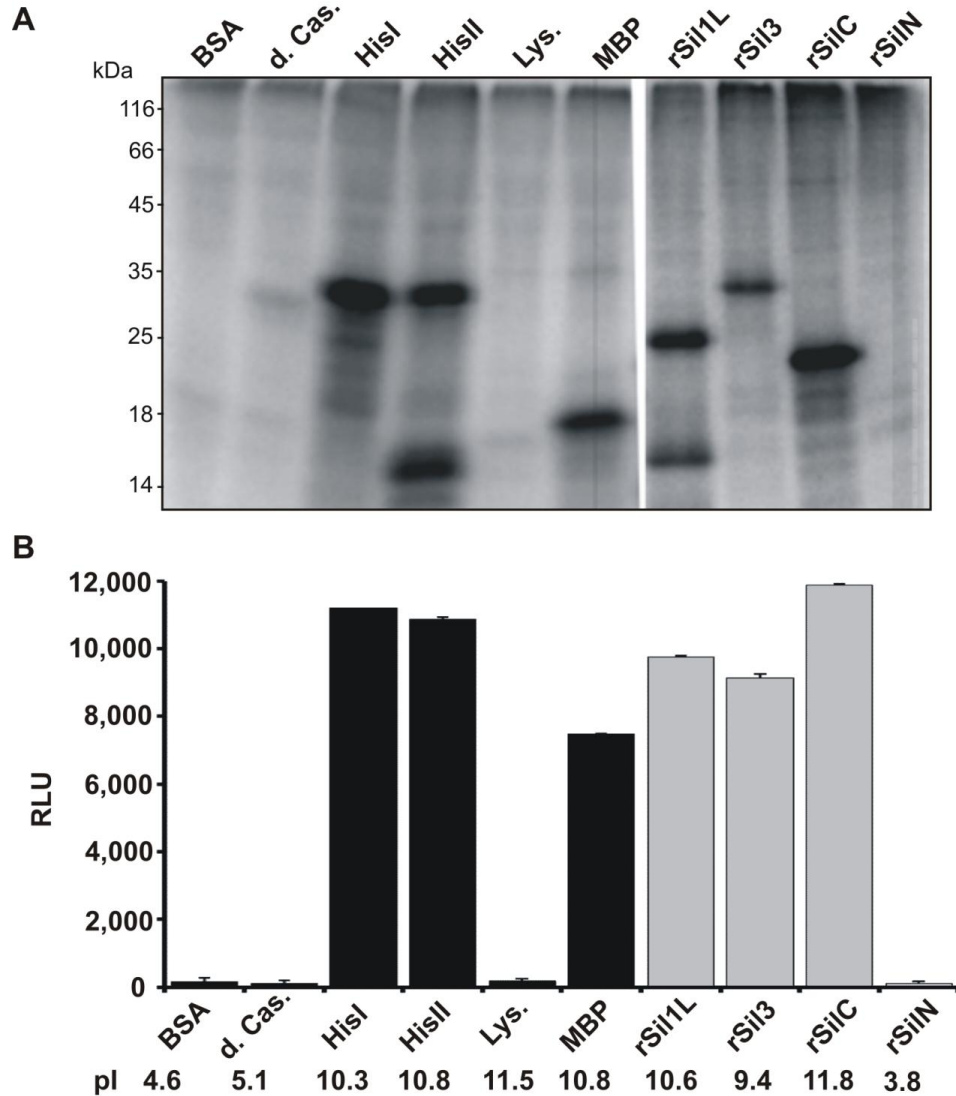 A
BSA d. Cas. HisI HisII Lys. MBP rSil1L rSil3 rSilC rSilN
kDa
116
66
45
35
25
18
14
B
12,000
10,000
8,000
6,000
4,000
2,000
0
RLU
BSA d. Cas. HisI HisII Lys. MBP rSil1L rSil3 rSilC rSilN
pI 4.6 5.1 10.3 10.8 11.5 10.8 10.6 9.4 11.8 3.8